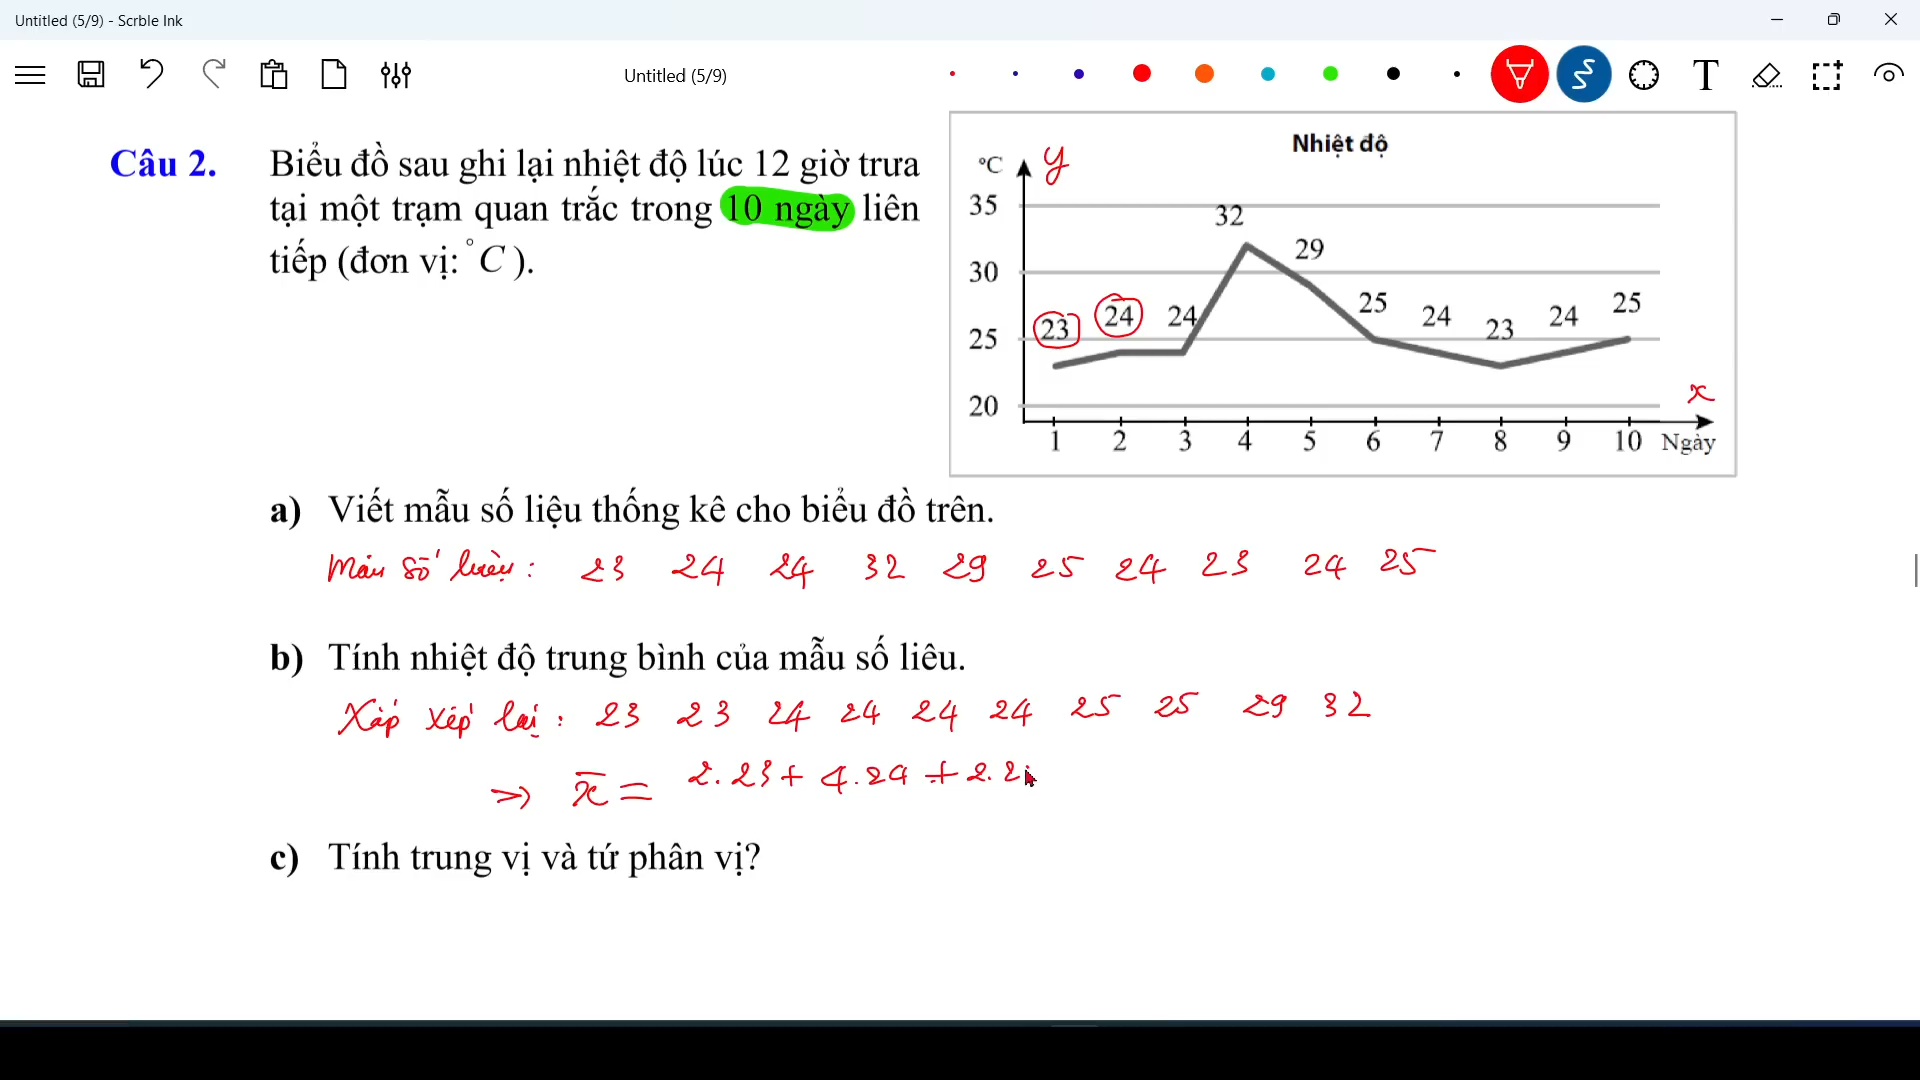 Untitled (5/9) - Scrble Ink
Untitled (5/9)
T
Câu 2. Biểu đồ sau ghi lại nhiệt độ lúc 12 giờ trưa
tại một trạm quan trắc trong 10 ngày liên
tiếp (đơn vị: °C ).
Nhiệt độ
°C y
35
32
29
30
23 24 24 25 24 23 24 25
25
20
x
1 2 3 4 5 6 7 8 9 10 Ngày
a) Viết mẫu số liệu thống kê cho biểu đồ trên.
Mẫu số liệu : 23 24 24 32 29 25 24 23 24 25
b) Tính nhiệt độ trung bình của mẫu số liêu.
Xắp xếp lại : 23 23 24 24 24 24 25 25 29 32
=> x̄ = 2.23 + 4.24 + 2.2
c) Tính trung vị và tứ phân vị?